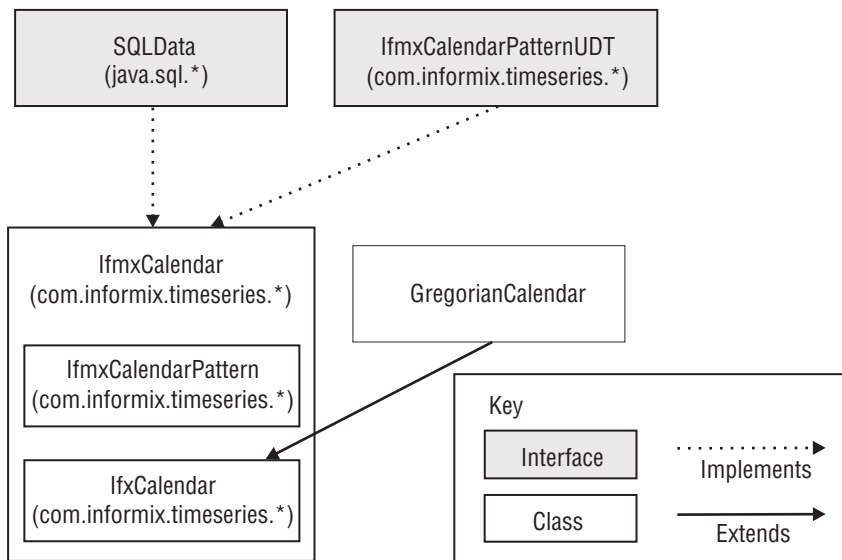 SQLData
(java.sql.*)
IfmxCalendarPatternUDT
(com.informix.timeseries.*)
IfmxCalendar
(com.informix.timeseries.*)
GregorianCalendar
IfmxCalendarPattern
(com.informix.timeseries.*)
IfxCalendar
(com.informix.timeseries.*)
Key
Interface
Implements
Class
Extends